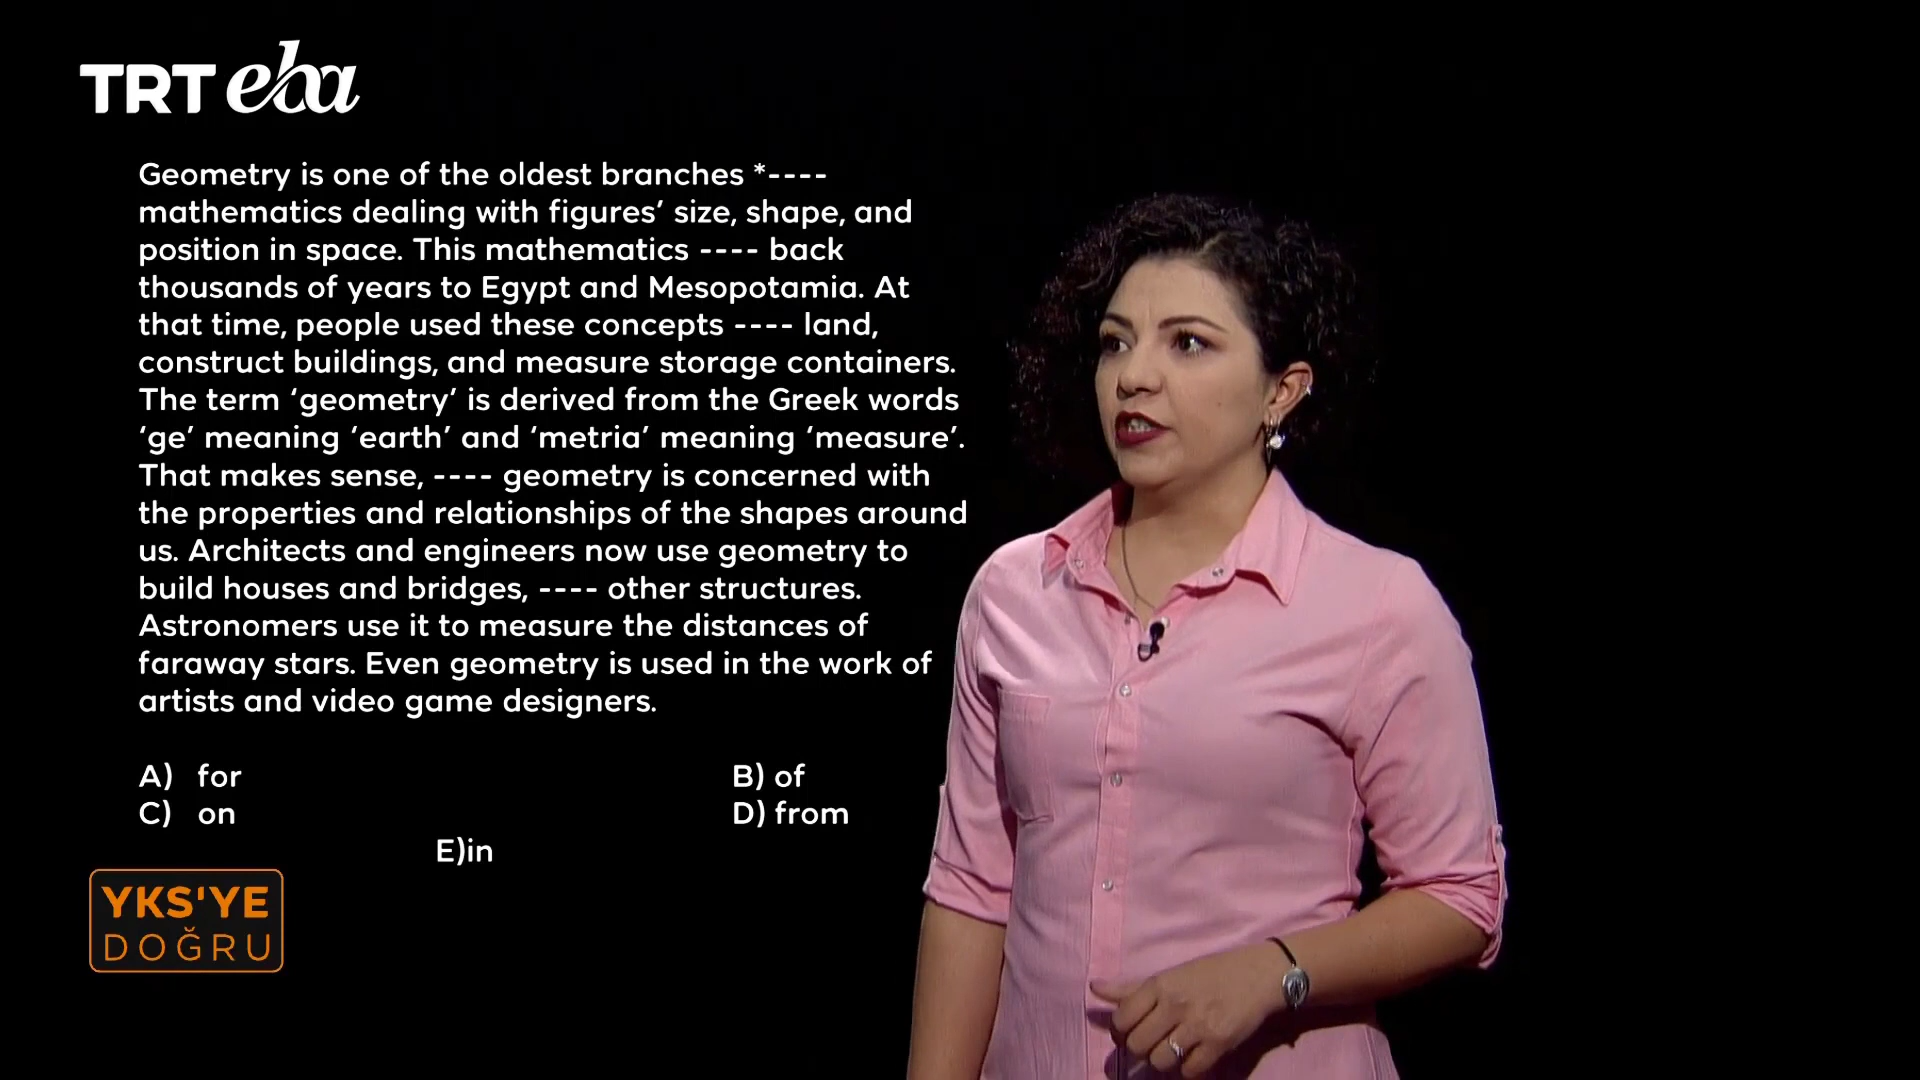 TRT eba
Geometry is one of the oldest branches *----
mathematics dealing with figures’ size, shape, and
position in space. This mathematics ---- back
thousands of years to Egypt and Mesopotamia. At
that time, people used these concepts ---- land,
construct buildings, and measure storage containers.
The term ‘geometry’ is derived from the Greek words
‘ge’ meaning ‘earth’ and ‘metria’ meaning ‘measure’.
That makes sense, ---- geometry is concerned with
the properties and relationships of the shapes around
us. Architects and engineers now use geometry to
build houses and bridges, ---- other structures.
Astronomers use it to measure the distances of
faraway stars. Even geometry is used in the work of
artists and video game designers.
A) for B) of
C) on D) from
E)in
YKS'YE
DOĞRU